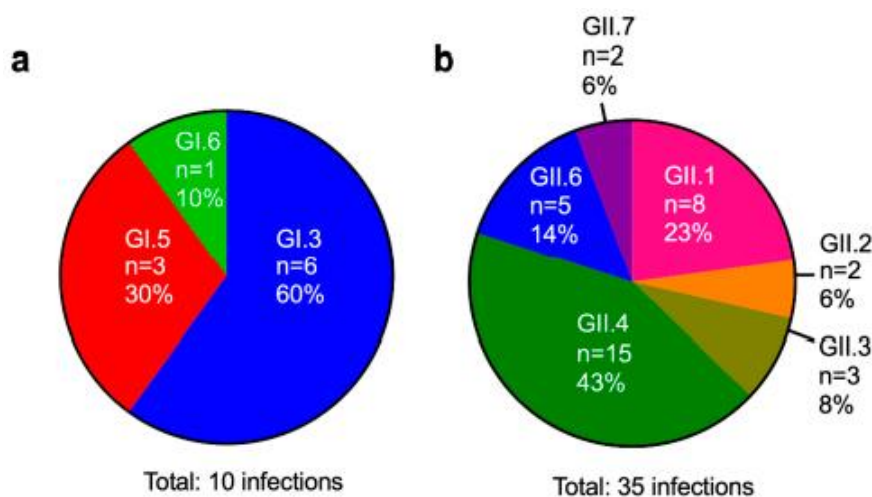 a
GI.6
n=1
10%
GI.5
n=3
30%
GI.3
n=6
60%
Total: 10 infections
b
GII.7
n=2
6%
GII.6
n=5
14%
GII.1
n=8
23%
GII.2
n=2
6%
GII.3
n=3
8%
GII.4
n=15
43%
Total: 35 infections